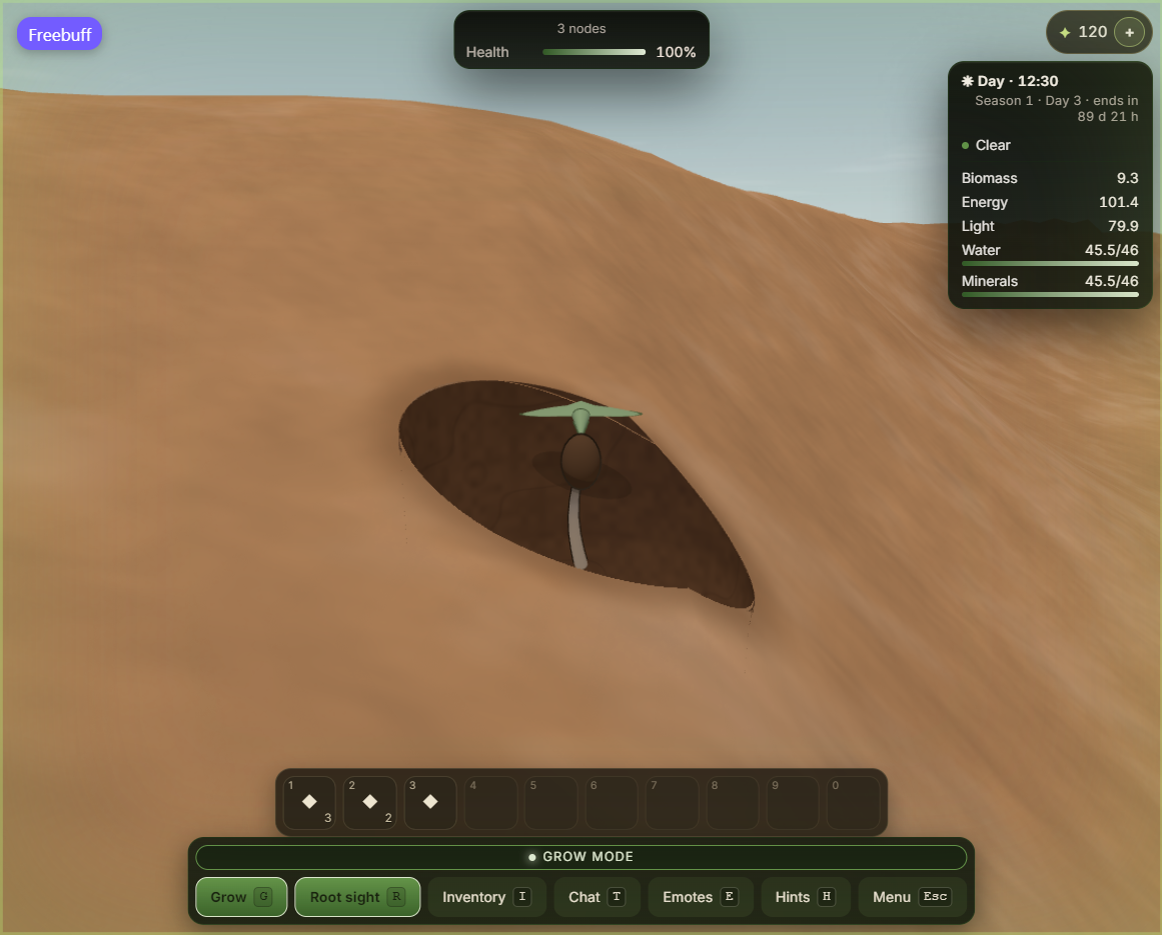 Freebuff
3 nodes
Health 100%
✦ 120 +
✸ Day · 12:30
Season 1 · Day 3 · ends in
89 d 21 h
Clear
Biomass 9.3
Energy 101.4
Light 79.9
Water 45.5/46
Minerals 45.5/46
1 2 3 4 5 6 7 8 9 0
3 2
GROW MODE
Grow G Root sight R Inventory I Chat T Emotes E Hints H Menu Esc